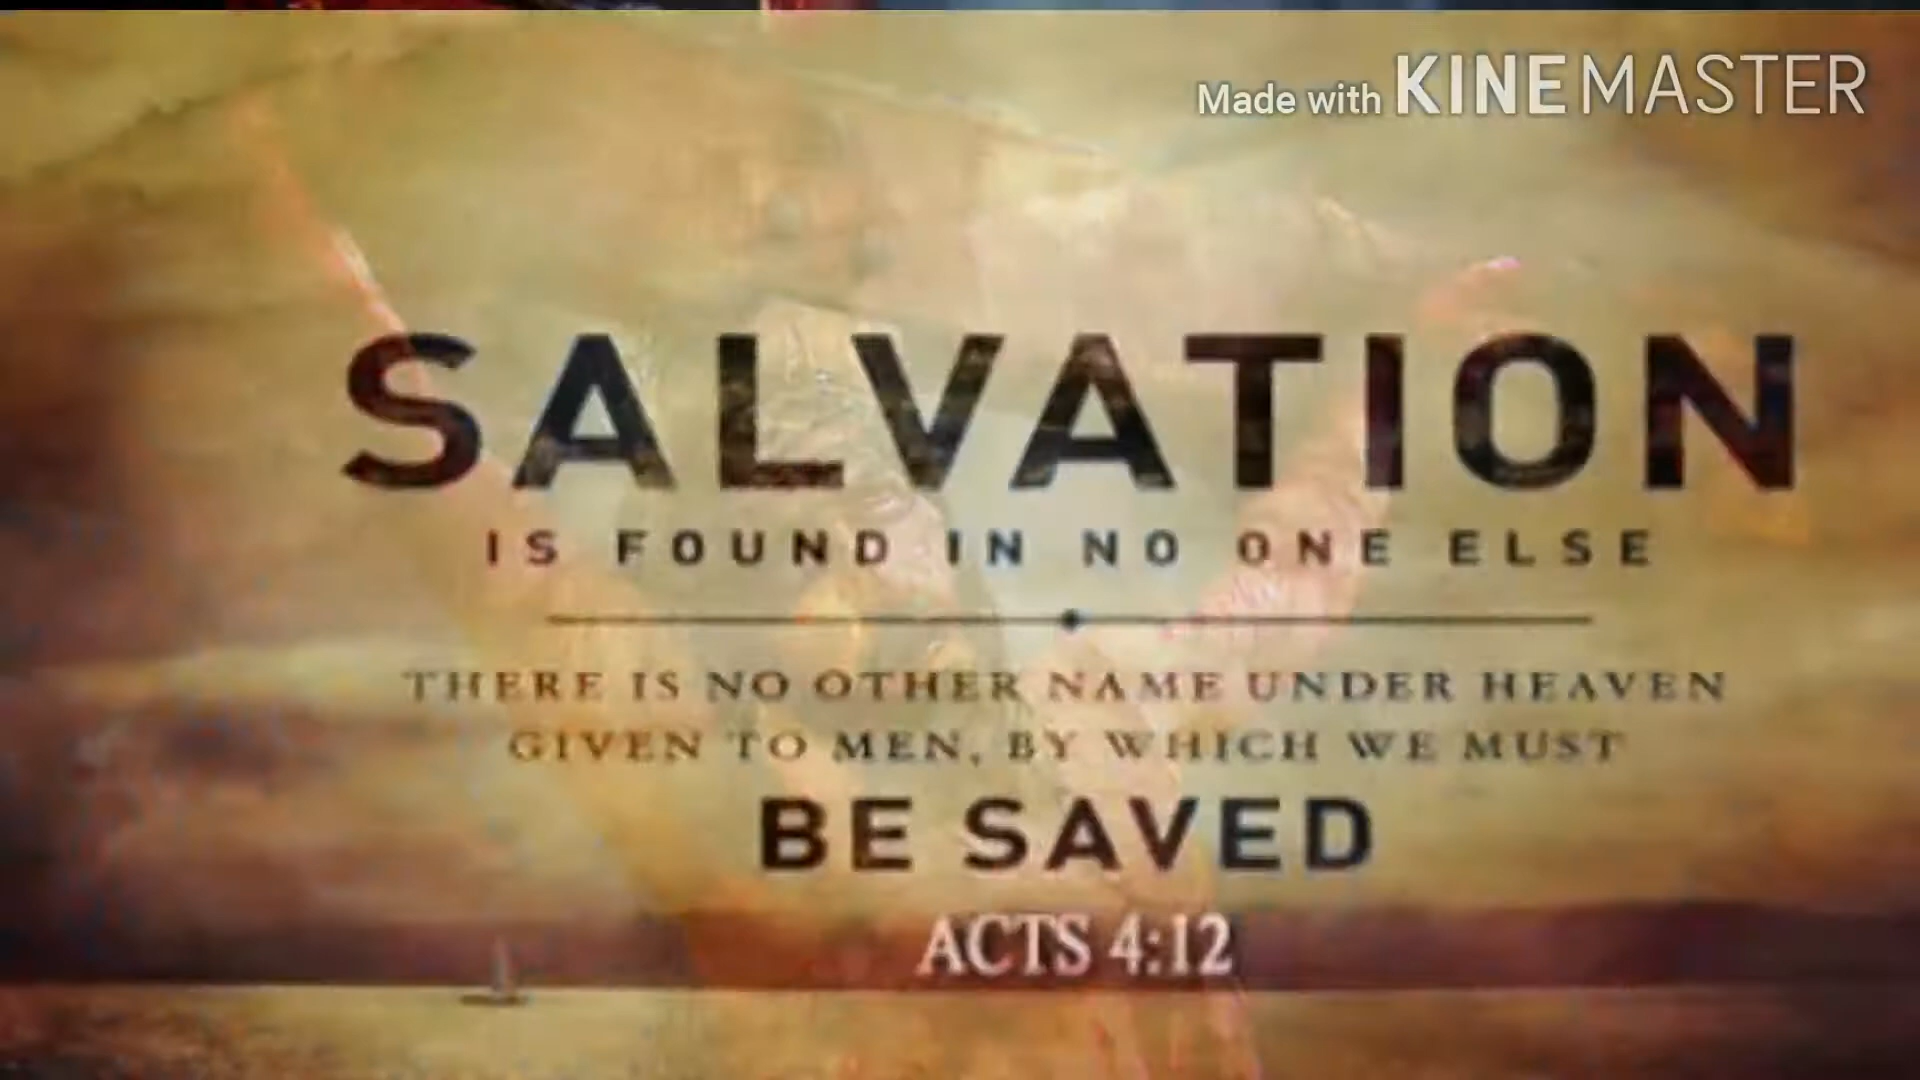 Made with KINEMASTER
SALVATION
IS FOUND IN NO ONE ELSE
THERE IS NO OTHER NAME UNDER HEAVEN
GIVEN TO MEN, BY WHICH WE MUST
BE SAVED
ACTS 4:12